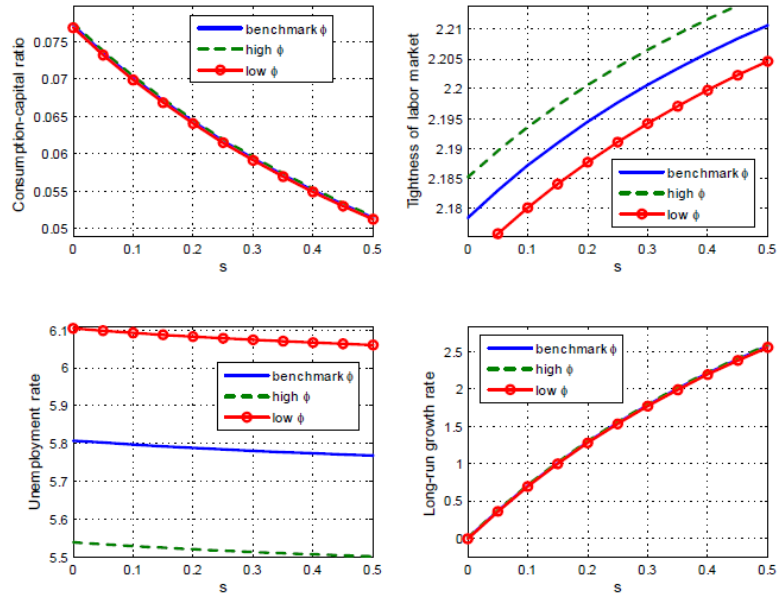 Consumption-capital ratio
0.075
0.07
0.065
0.06
0.055
0.05
0 0.1 0.2 0.3 0.4 0.5
s
benchmark ϕ
high ϕ
low ϕ
Tightness of labor market
2.21
2.205
2.2
2.195
2.19
2.185
2.18
0 0.1 0.2 0.3 0.4 0.5
s
benchmark ϕ
high ϕ
low ϕ
Unemployment rate
6.1
6
5.9
5.8
5.7
5.6
5.5
0 0.1 0.2 0.3 0.4 0.5
s
benchmark ϕ
high ϕ
low ϕ
Long-run growth rate
2.5
2
1.5
1
0.5
0
0 0.1 0.2 0.3 0.4 0.5
s
benchmark ϕ
high ϕ
low ϕ